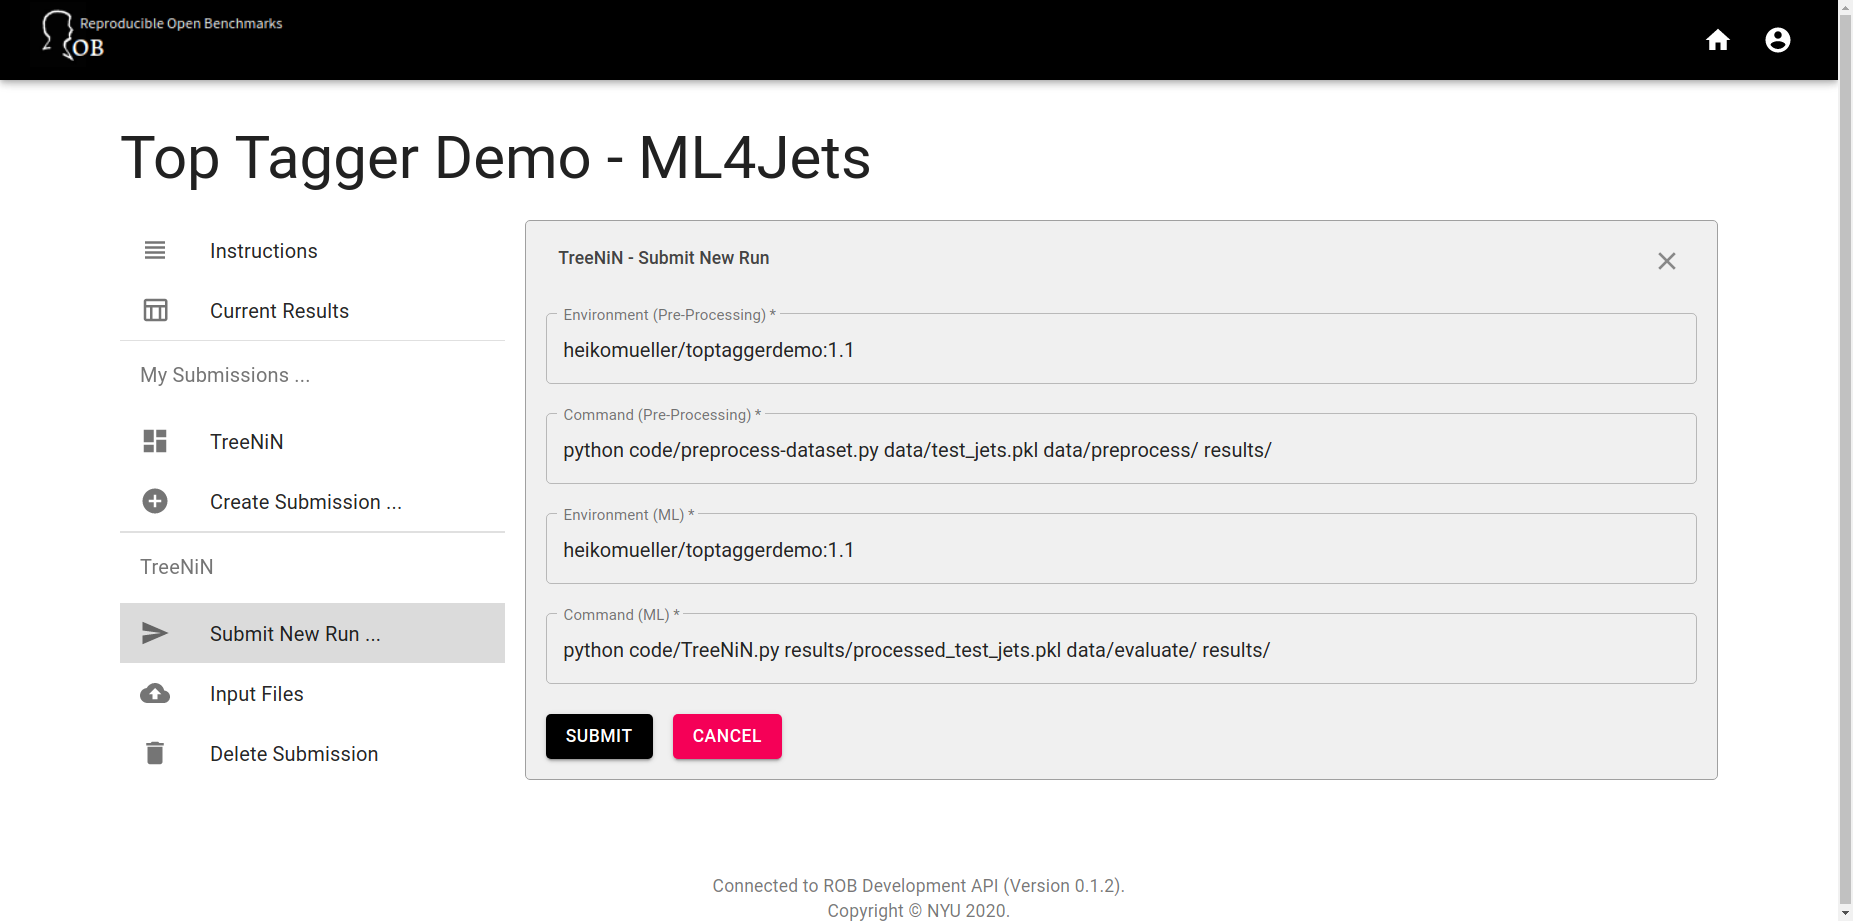 Reproducible Open Benchmarks
ROB
Top Tagger Demo - ML4Jets
Instructions
Current Results
My Submissions ...
TreeNiN
Create Submission ...
TreeNiN
Submit New Run ...
Input Files
Delete Submission
TreeNiN - Submit New Run
Environment (Pre-Processing) *
heikomueller/toptaggerdemo:1.1
Command (Pre-Processing) *
python code/preprocess-dataset.py data/test_jets.pkl data/preprocess/ results/
Environment (ML) *
heikomueller/toptaggerdemo:1.1
Command (ML) *
python code/TreeNiN.py results/processed_test_jets.pkl data/evaluate/ results/
SUBMIT
CANCEL
Connected to ROB Development API (Version 0.1.2).
Copyright © NYU 2020.